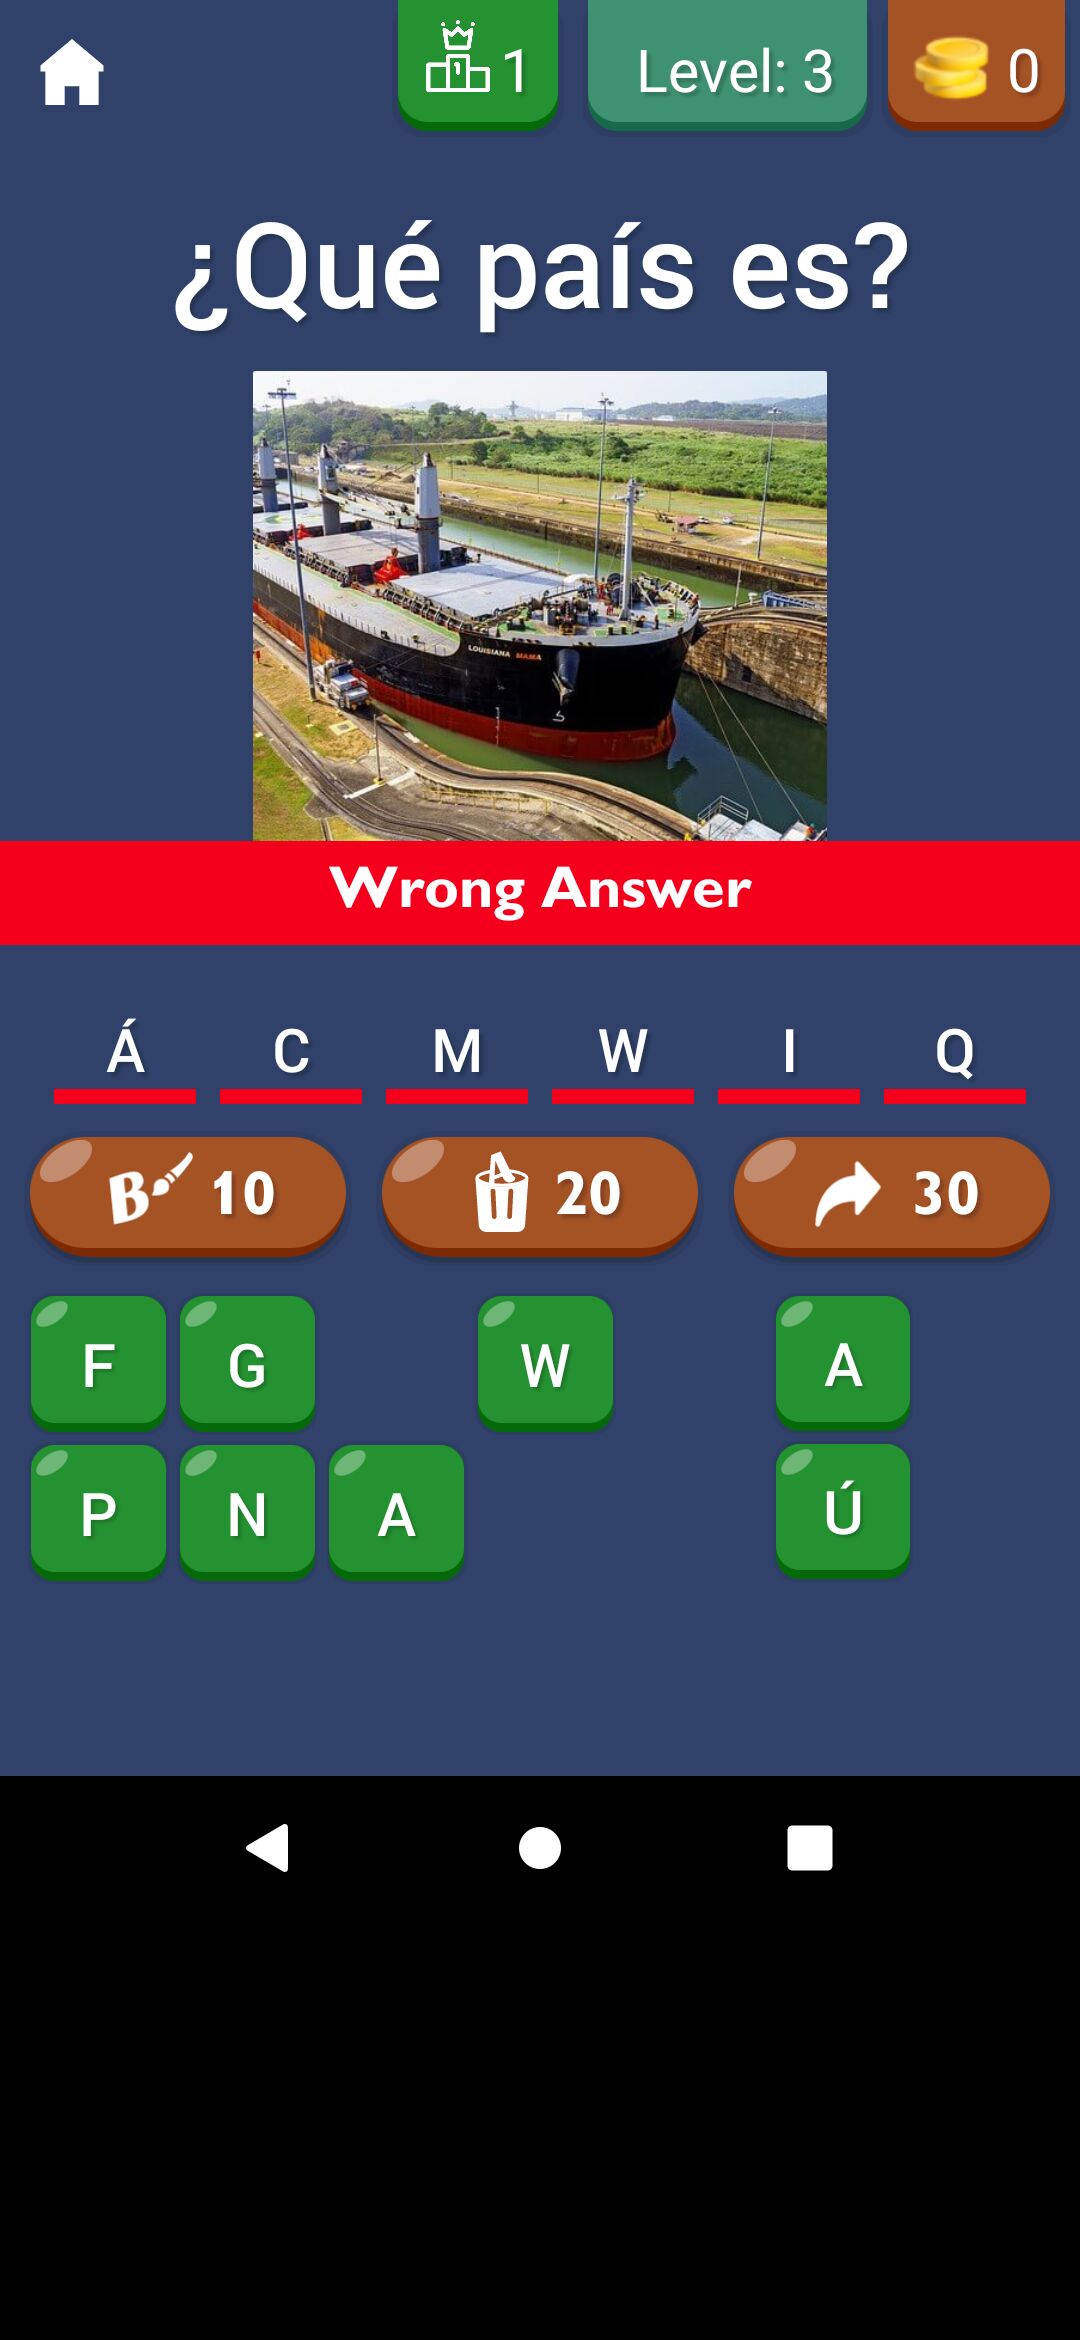 1 Level: 3 0
¿Qué país es?
LOUISIANA MAMA
Wrong Answer
Á C M W I Q
B 10 20 30
F G W A
P N A Ú